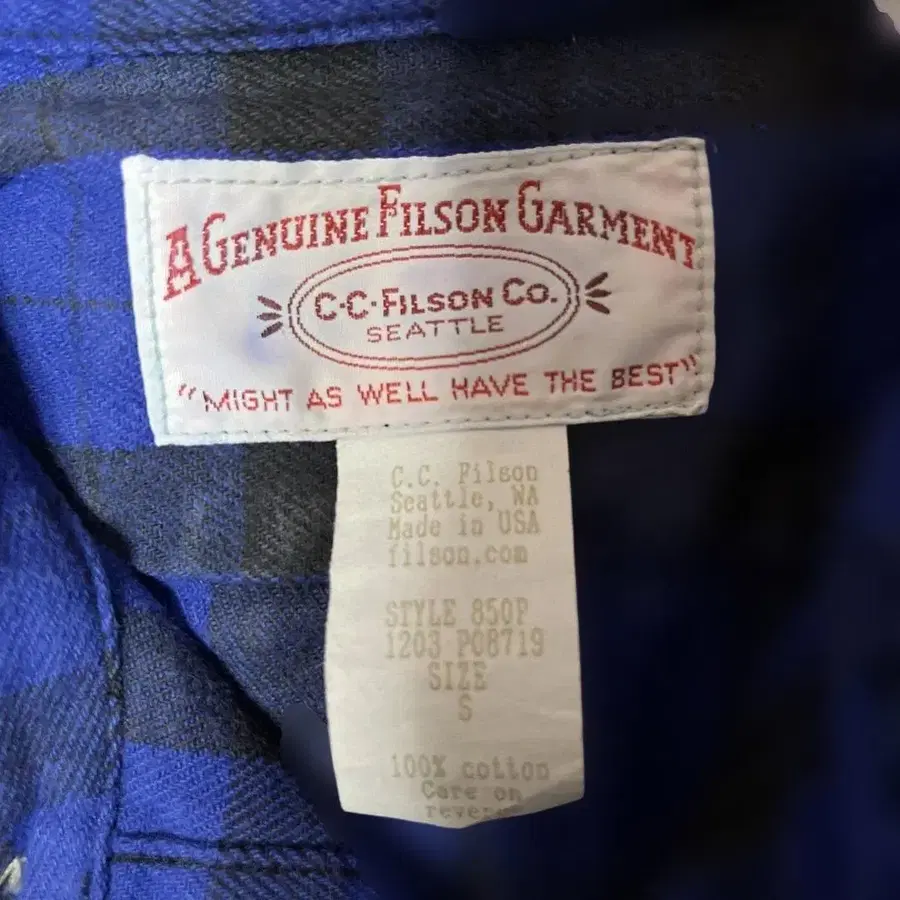 A GENUINE FILSON GARMENT
C·C·FILSON CO.
SEATTLE
"MIGHT AS WELL HAVE THE BEST"
C.C. Filson
Seattle, WA
Made in USA
filson.com
STYLE 850P
1203 P08719
SIZE
S
100% cotton
Care on